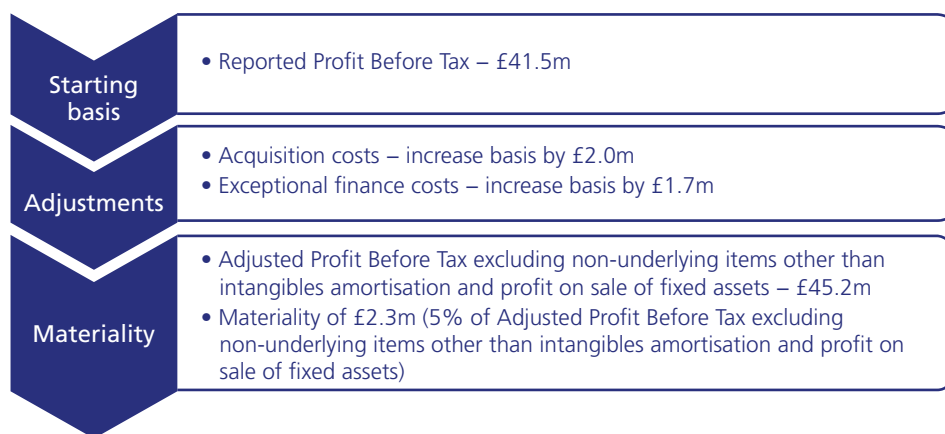 Starting
basis
• Reported Profit Before Tax – £41.5m
Adjustments
• Acquisition costs – increase basis by £2.0m
• Exceptional finance costs – increase basis by £1.7m
Materiality
• Adjusted Profit Before Tax excluding non-underlying items other than
intangibles amortisation and profit on sale of fixed assets – £45.2m
• Materiality of £2.3m (5% of Adjusted Profit Before Tax excluding
non-underlying items other than intangibles amortisation and profit on
sale of fixed assets)